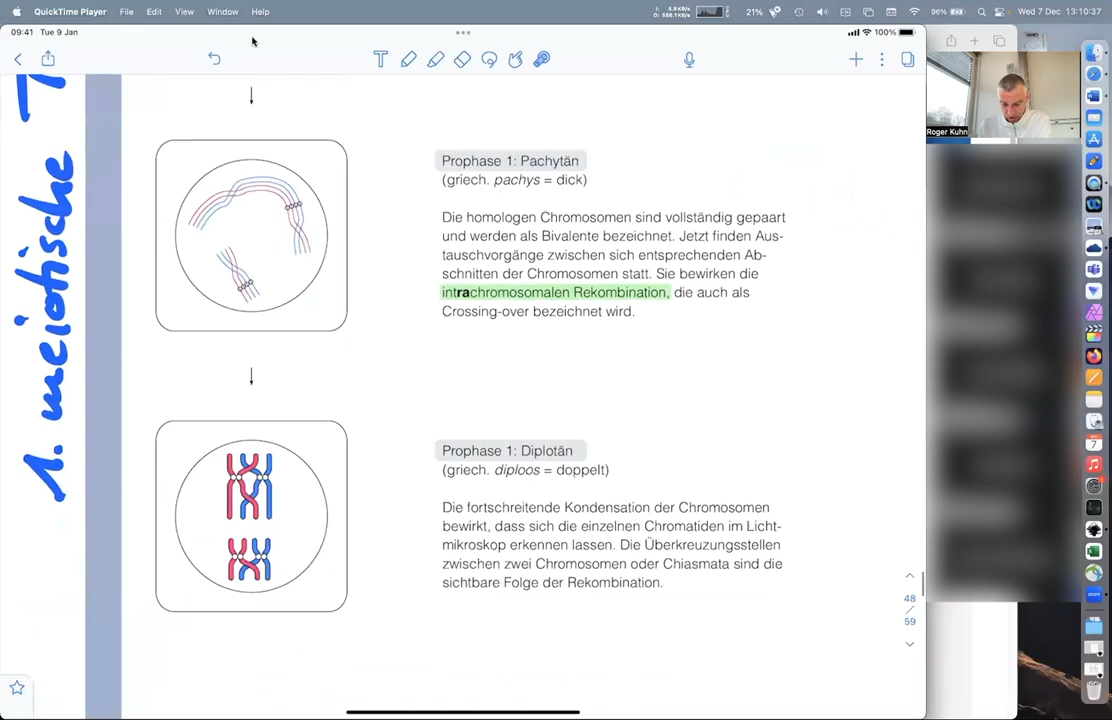 QuickTime Player File Edit View Window Help
21%
96%
Wed 7 Dec 13:10:37
09:41 Tue 9 Jan
100%
1. meiotische
Roger Kuhn
Prophase 1: Pachytän
(griech. pachys = dick)
Die homologen Chromosomen sind vollständig gepaart
und werden als Bivalente bezeichnet. Jetzt finden Aus-
tauschvorgänge zwischen sich entsprechenden Ab-
schnitten der Chromosomen statt. Sie bewirken die
intrachromosomalen Rekombination, die auch als
Crossing-over bezeichnet wird.
Prophase 1: Diplotän
(griech. diploos = doppelt)
Die fortschreitende Kondensation der Chromosomen
bewirkt, dass sich die einzelnen Chromatiden im Licht-
mikroskop erkennen lassen. Die Überkreuzungsstellen
zwischen zwei Chromosomen oder Chiasmata sind die
sichtbare Folge der Rekombination.
48
/
59